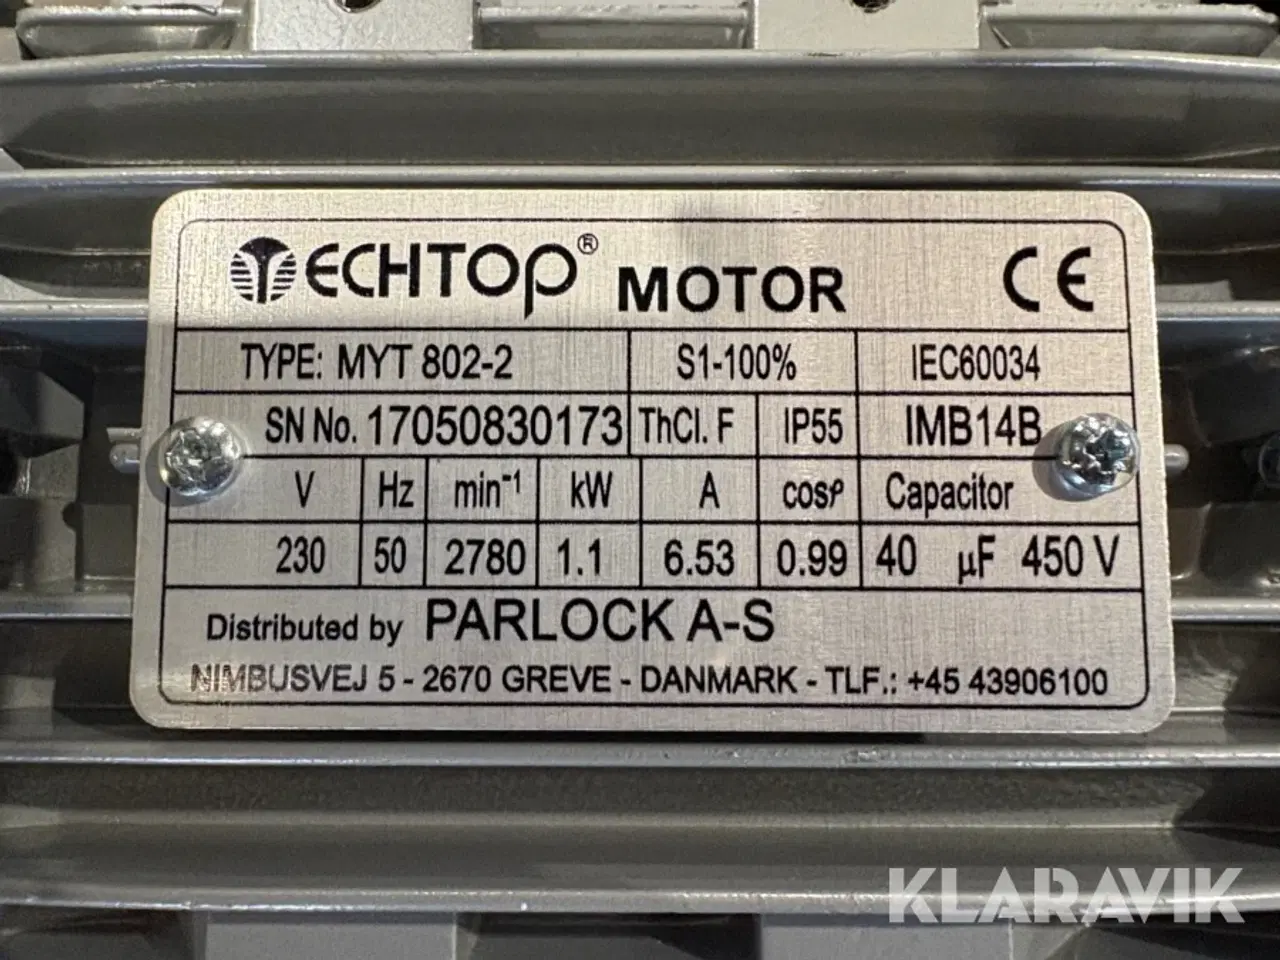 TECHTOP® MOTOR CE
TYPE: MYT 802-2 S1-100% IEC60034
SN No. 17050830173 ThCl. F IP55 IMB14B
V Hz min⁻¹ kW A cosφ Capacitor
230 50 2780 1.1 6.53 0.99 40 µF 450 V
Distributed by PARLOCK A-S
NIMBUSVEJ 5 - 2670 GREVE - DANMARK - TLF.: +45 43906100
KLARAVIK